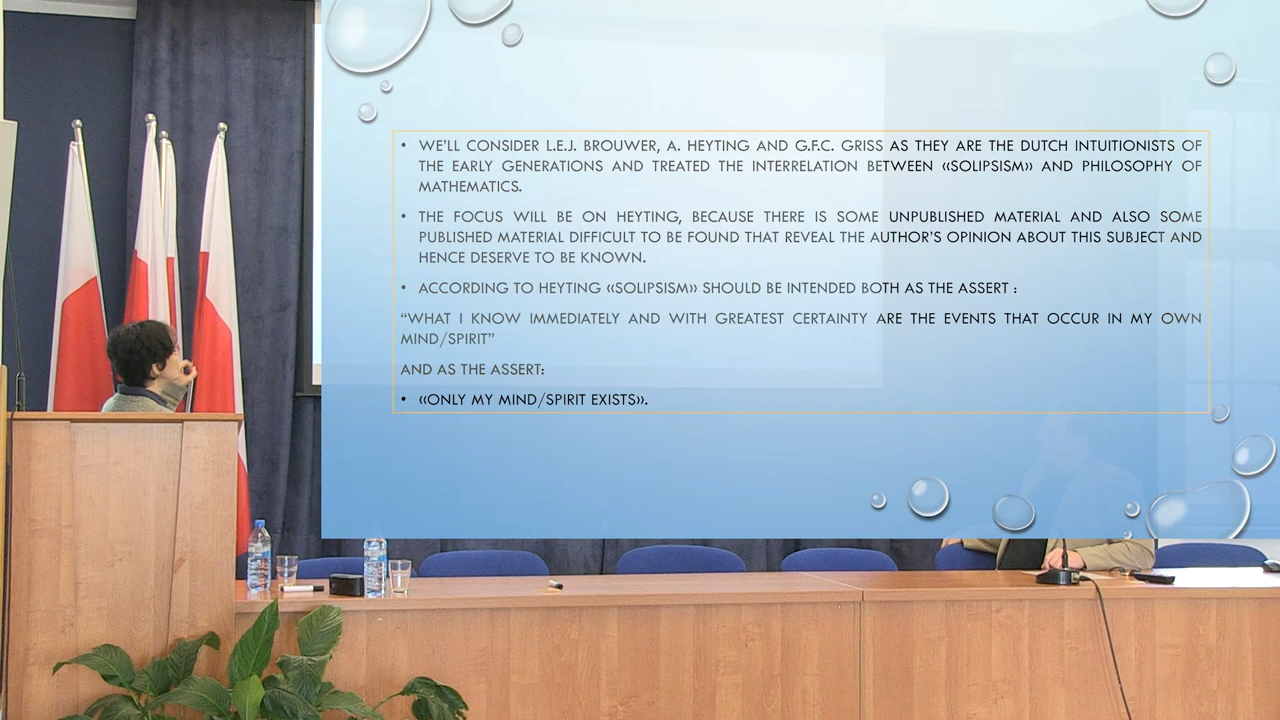 • WE'LL CONSIDER L.E.J. BROUWER, A. HEYTING AND G.F.C. GRISS AS THEY ARE THE DUTCH INTUITIONISTS OF
THE EARLY GENERATIONS AND TREATED THE INTERRELATION BETWEEN «SOLIPSISM» AND PHILOSOPHY OF
MATHEMATICS.
• THE FOCUS WILL BE ON HEYTING, BECAUSE THERE IS SOME UNPUBLISHED MATERIAL AND ALSO SOME
PUBLISHED MATERIAL DIFFICULT TO BE FOUND THAT REVEAL THE AUTHOR'S OPINION ABOUT THIS SUBJECT AND
HENCE DESERVE TO BE KNOWN.
• ACCORDING TO HEYTING «SOLIPSISM» SHOULD BE INTENDED BOTH AS THE ASSERT :
“WHAT I KNOW IMMEDIATELY AND WITH GREATEST CERTAINTY ARE THE EVENTS THAT OCCUR IN MY OWN
MIND/SPIRIT”
AND AS THE ASSERT:
• «ONLY MY MIND/SPIRIT EXISTS».